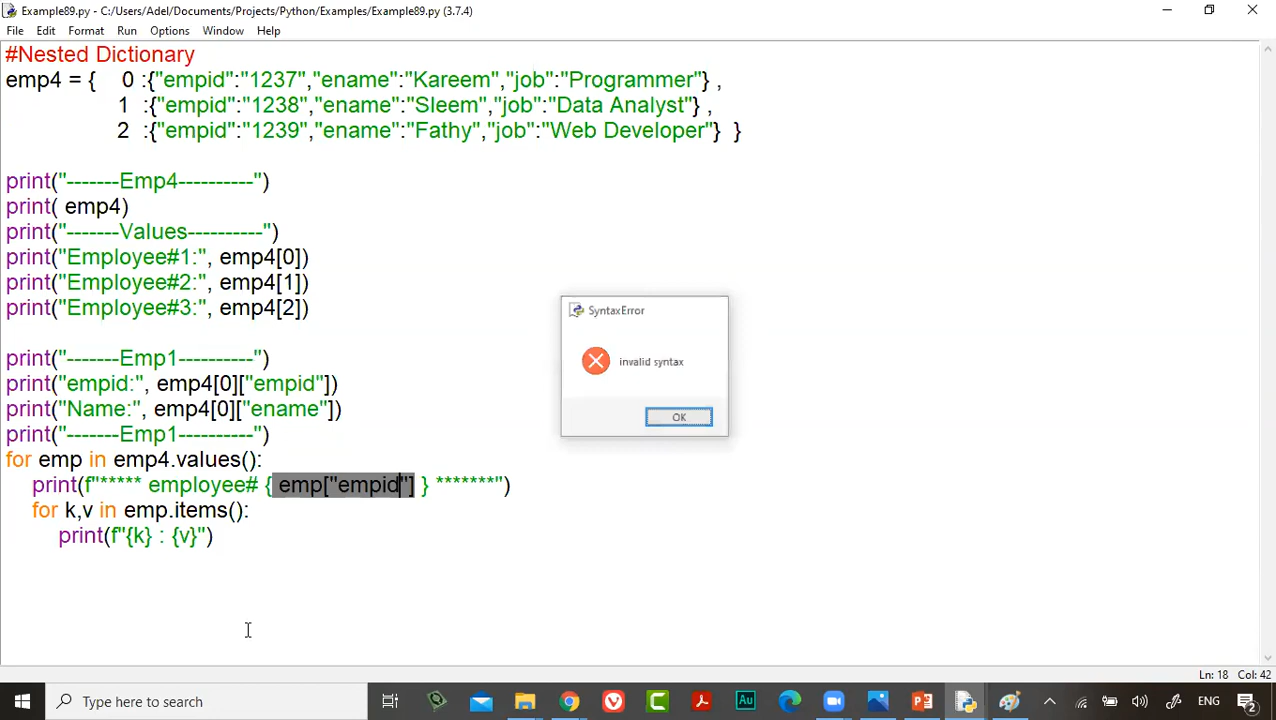 Example89.py - C:/Users/Adel/Documents/Projects/Python/Examples/Example89.py (3.7.4)
File Edit Format Run Options Window Help
#Nested Dictionary
emp4 = { 0 :{"empid":"1237","ename":"Kareem","job":"Programmer"} ,
1 :{"empid":"1238","ename":"Sleem","job":"Data Analyst"} ,
2 :{"empid":"1239","ename":"Fathy","job":"Web Developer"} }
print("-------Emp4----------")
print( emp4)
print("-------Values----------")
print("Employee#1:", emp4[0])
print("Employee#2:", emp4[1])
print("Employee#3:", emp4[2])
print("-------Emp1----------")
print("empid:", emp4[0]["empid"])
print("Name:", emp4[0]["ename"])
print("-------Emp1----------")
for emp in emp4.values():
print(f"***** employee# { emp["empid"] } *******")
for k,v in emp.items():
print(f"{k} : {v}")
SyntaxError
invalid syntax
OK
Ln: 18 Col: 42
Type here to search
C
Au
ENG
2